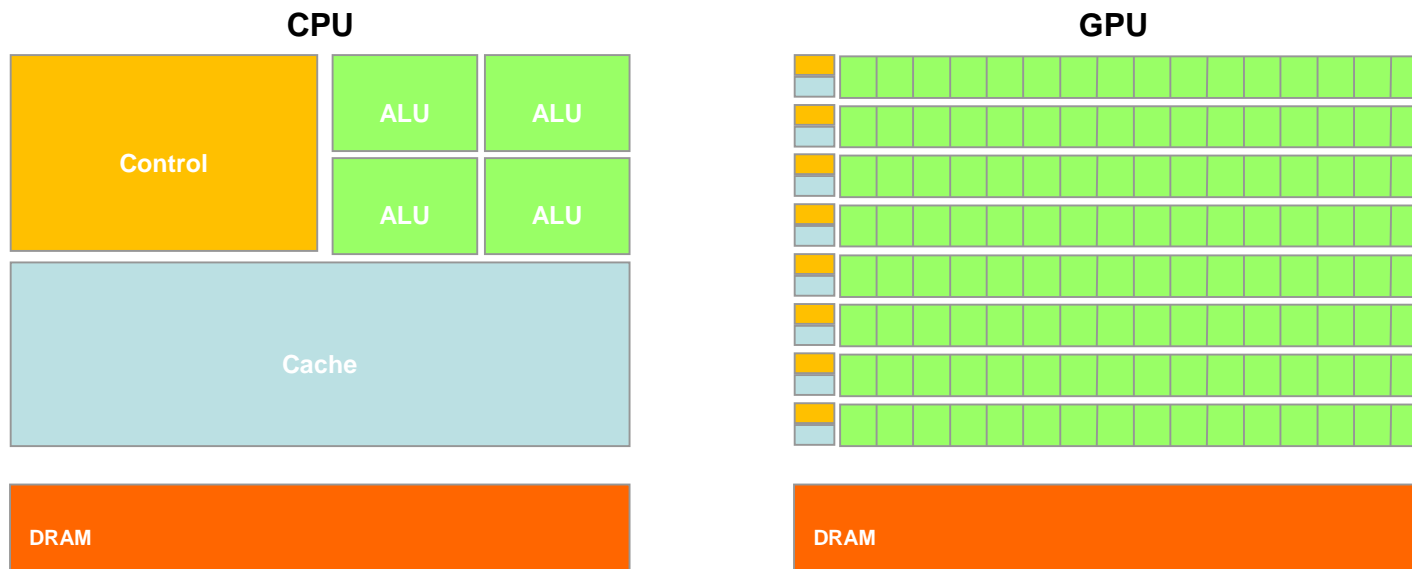 CPU
GPU
Control
ALU
ALU
ALU
ALU
Cache
DRAM
DRAM